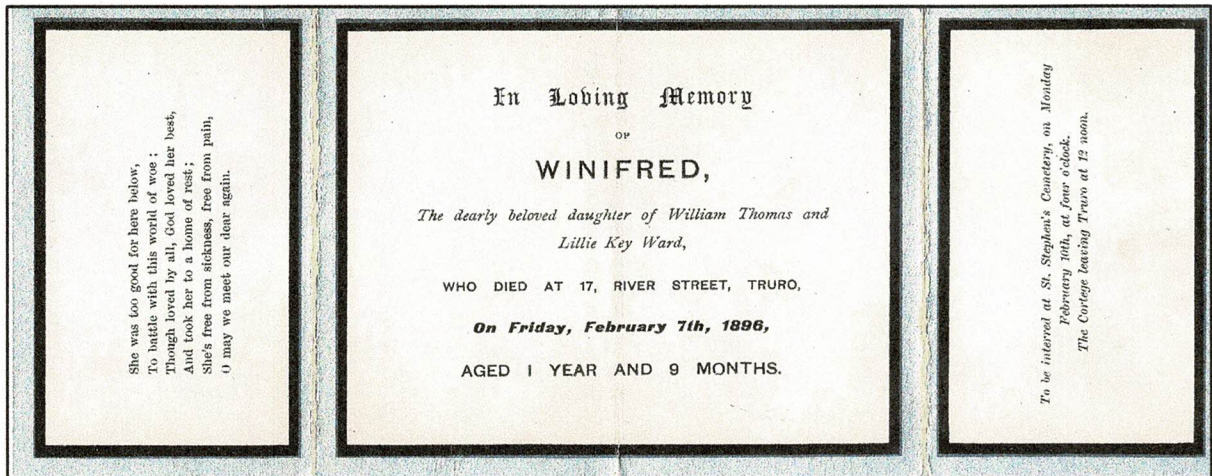 She was too good for here below,
To battle with this world of woe ;
Though loved by all, God loved her best,
And took her to a home of rest ;
She's free from sickness, free from pain,
O may we meet our dear again.
In Loving Memory
OF
WINIFRED,
The dearly beloved daughter of William Thomas and
Lillie Key Ward,
WHO DIED AT 17, RIVER STREET, TRURO,
On Friday, February 7th, 1896,
AGED 1 YEAR AND 9 MONTHS.
To be interred at St. Stephen's Cemetery, on Monday
February 10th, at four o'clock.
The Cortege leaving Truro at 12 noon.